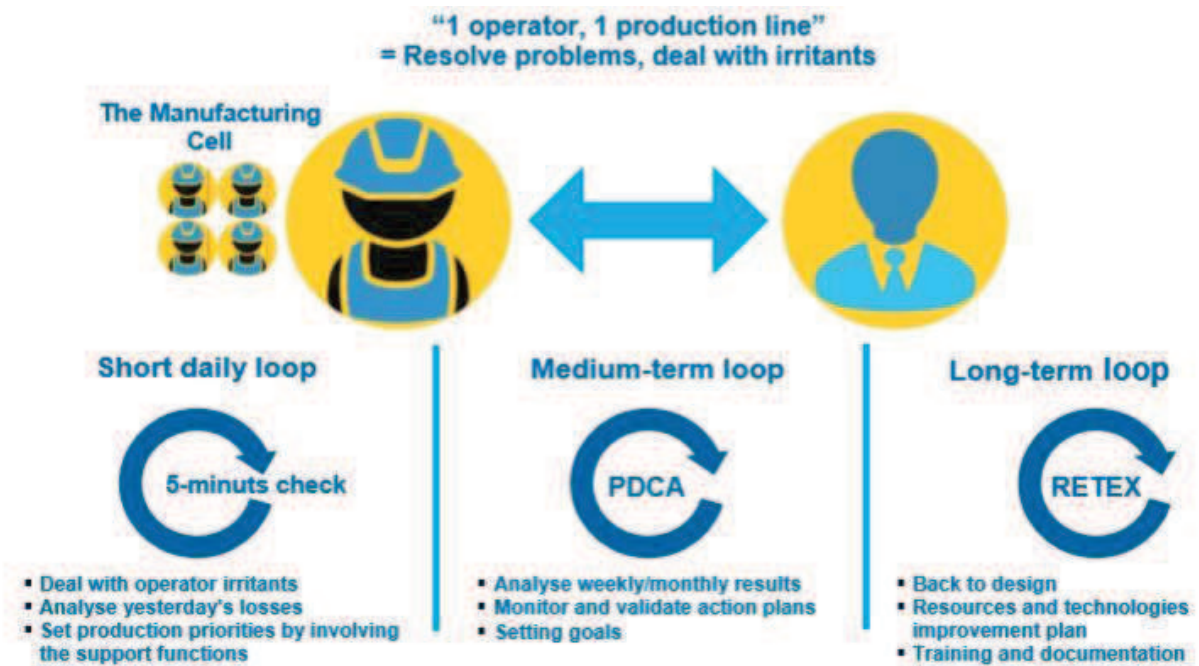 “1 operator, 1 production line”
= Resolve problems, deal with irritants
The Manufacturing
Cell
Short daily loop
5-minuts check
▪ Deal with operator irritants
▪ Analyse yesterday's losses
▪ Set production priorities by involving
the support functions
Medium-term loop
PDCA
▪ Analyse weekly/monthly results
▪ Monitor and validate action plans
▪ Setting goals
Long-term loop
RETEX
▪ Back to design
▪ Resources and technologies
improvement plan
▪ Training and documentation